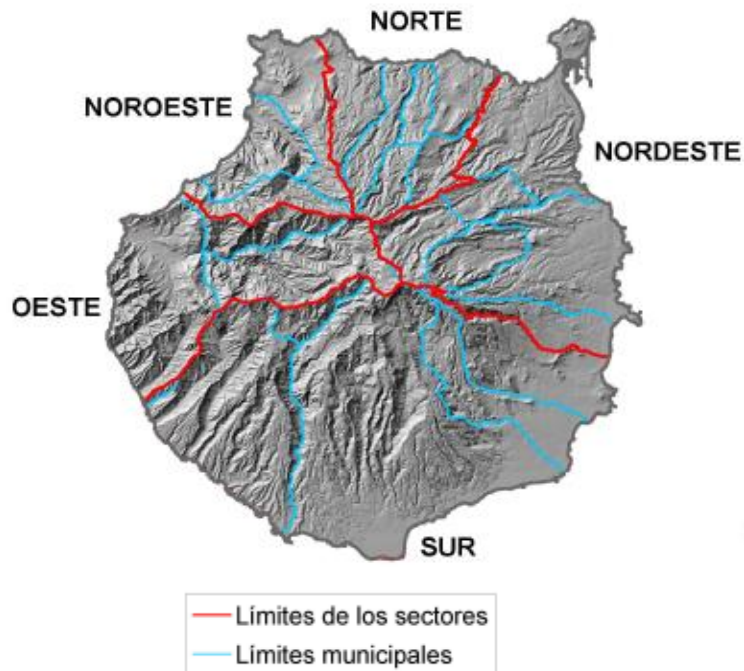 NORTE
NOROESTE
NORDESTE
OESTE
SUR
Límites de los sectores
Límites municipales